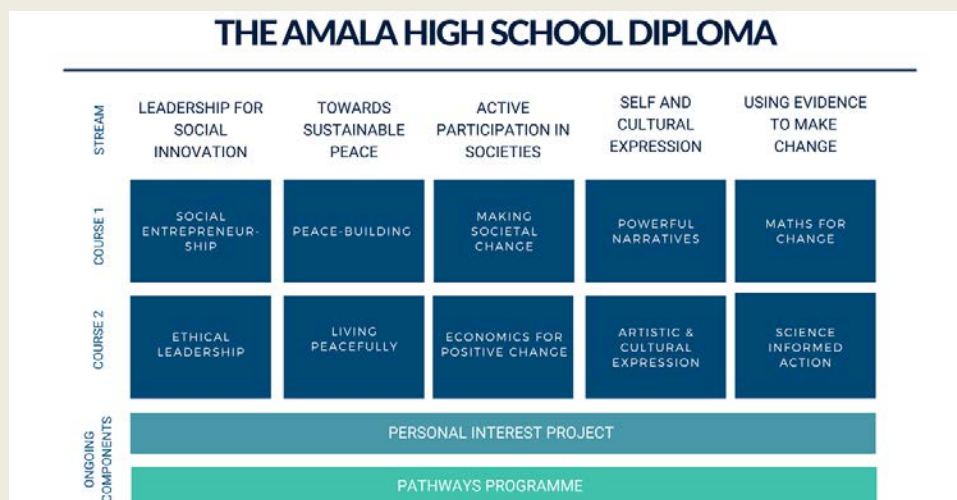 THE AMALA HIGH SCHOOL DIPLOMA
STREAM
LEADERSHIP FOR
SOCIAL
INNOVATION
TOWARDS
SUSTAINABLE
PEACE
ACTIVE
PARTICIPATION IN
SOCIETIES
SELF AND
CULTURAL
EXPRESSION
USING EVIDENCE
TO MAKE
CHANGE
COURSE 1
SOCIAL
ENTREPRENEUR-
SHIP
PEACE-BUILDING
MAKING
SOCIETAL
CHANGE
POWERFUL
NARRATIVES
MATHS FOR
CHANGE
COURSE 2
ETHICAL
LEADERSHIP
LIVING
PEACEFULLY
ECONOMICS FOR
POSITIVE CHANGE
ARTISTIC &
CULTURAL
EXPRESSION
SCIENCE
INFORMED
ACTION
ONGOING
COMPONENTS
PERSONAL INTEREST PROJECT
PATHWAYS PROGRAMME